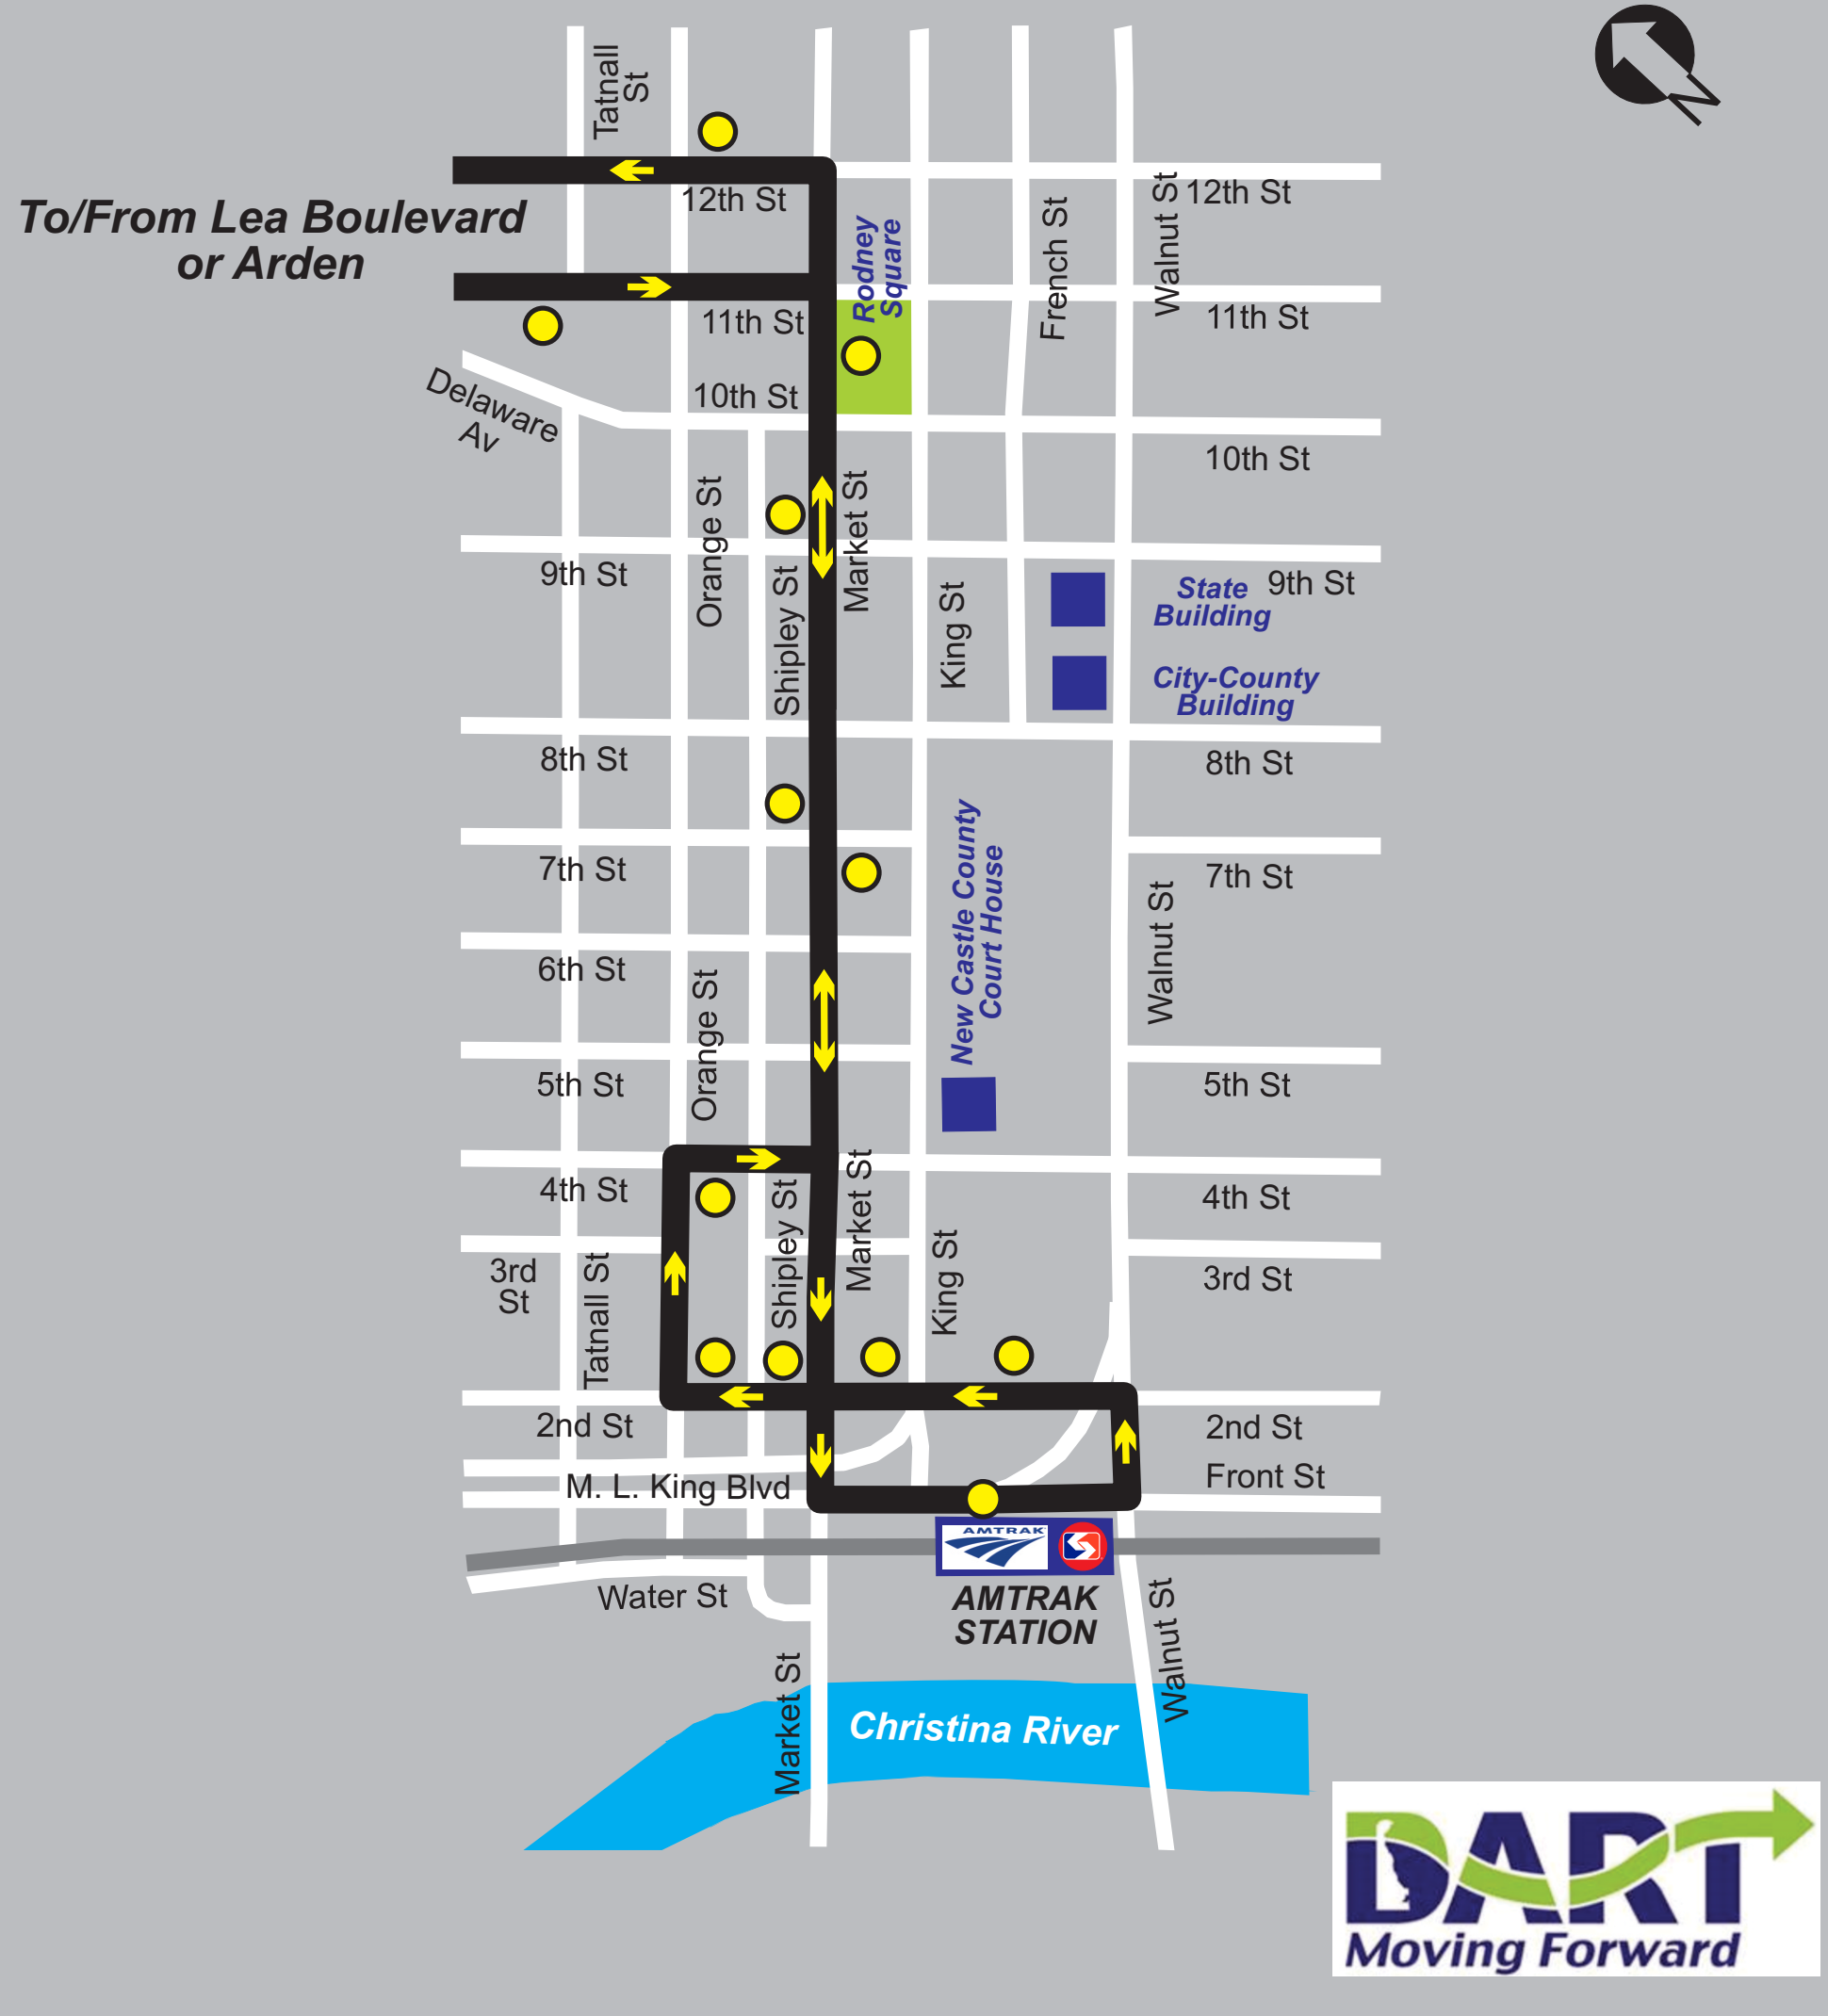 Tatnall
St
To/From Lea Boulevard
or Arden
12th St
12th St
Rodney
Square
French St
Walnut St
11th St
11th St
Delaware
Av
10th St
10th St
Orange St
Market St
9th St
9th St
Shipley St
King St
State
Building
City-County
Building
8th St
8th St
New Castle County
Court House
7th St
7th St
Walnut St
6th St
Orange St
5th St
5th St
4th St
4th St
Market St
Shipley St
3rd
St
3rd St
Tatnall St
King St
2nd St
2nd St
M. L. King Blvd
Front St
AMTRAK
S
AMTRAK
STATION
Water St
Walnut St
Market St
Christina River
DART
Moving Forward
N